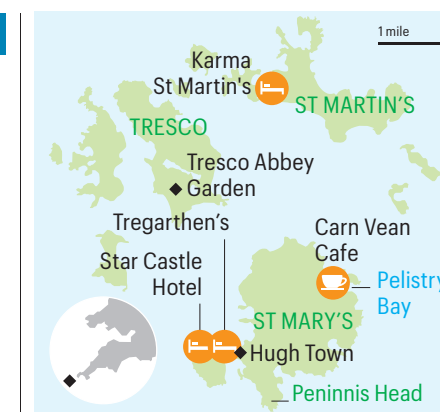 1 mile
Karma
St Martin's
ST MARTIN'S
TRESCO
Tresco Abbey
Garden
Tregarthen's
Carn Vean
Cafe
Star Castle
Hotel
Pelistry
Bay
ST MARY'S
Hugh Town
Peninnis Head